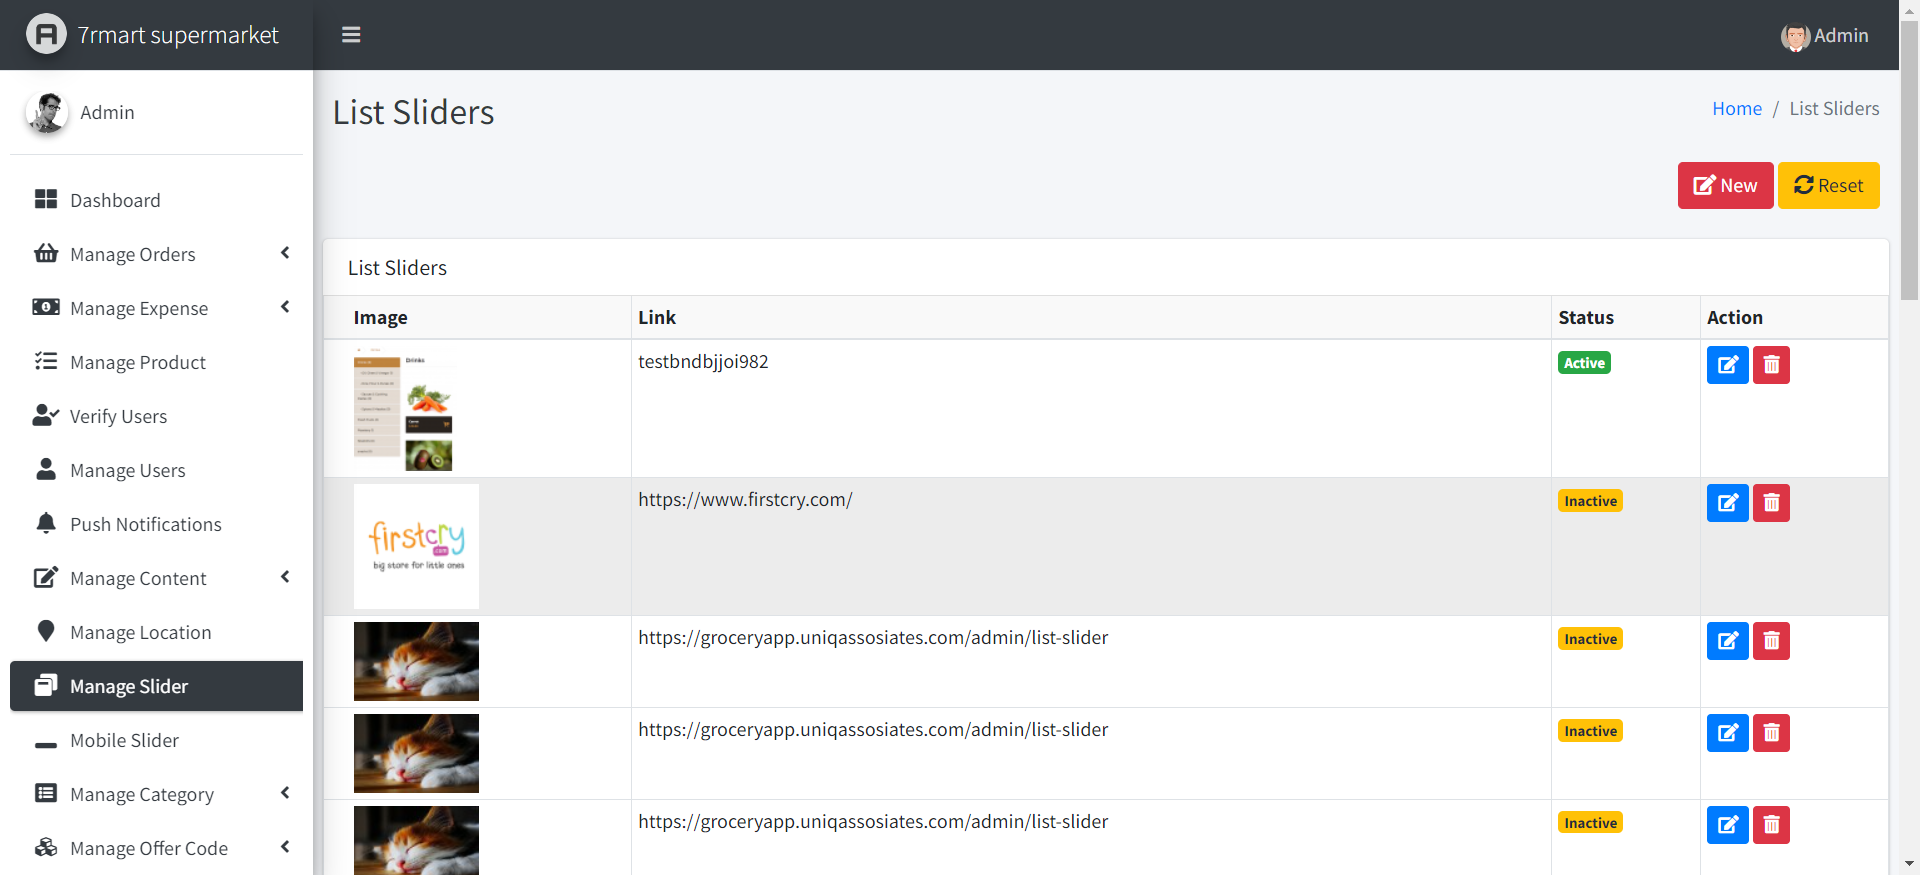 7rmart supermarket
Admin
Admin
List Sliders
Home / List Sliders
New
Reset
Dashboard
Manage Orders
Manage Expense
Manage Product
Verify Users
Manage Users
Push Notifications
Manage Content
Manage Location
Manage Slider
Mobile Slider
Manage Category
Manage Offer Code
List Sliders
Image Link Status Action
Drinks
testbndbjjoi982 Active
firstcry
.com
big store for little ones
https://www.firstcry.com/ Inactive
https://groceryapp.uniqassosiates.com/admin/list-slider Inactive
https://groceryapp.uniqassosiates.com/admin/list-slider Inactive
https://groceryapp.uniqassosiates.com/admin/list-slider Inactive